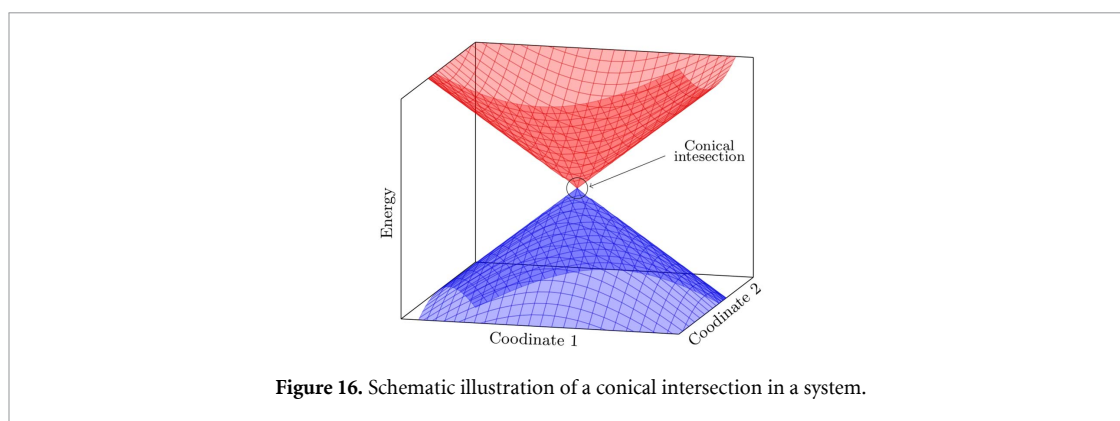 Conical
intesection
Energy
Coodinate 2
Coodinate 1
Figure 16. Schematic illustration of a conical intersection in a system.